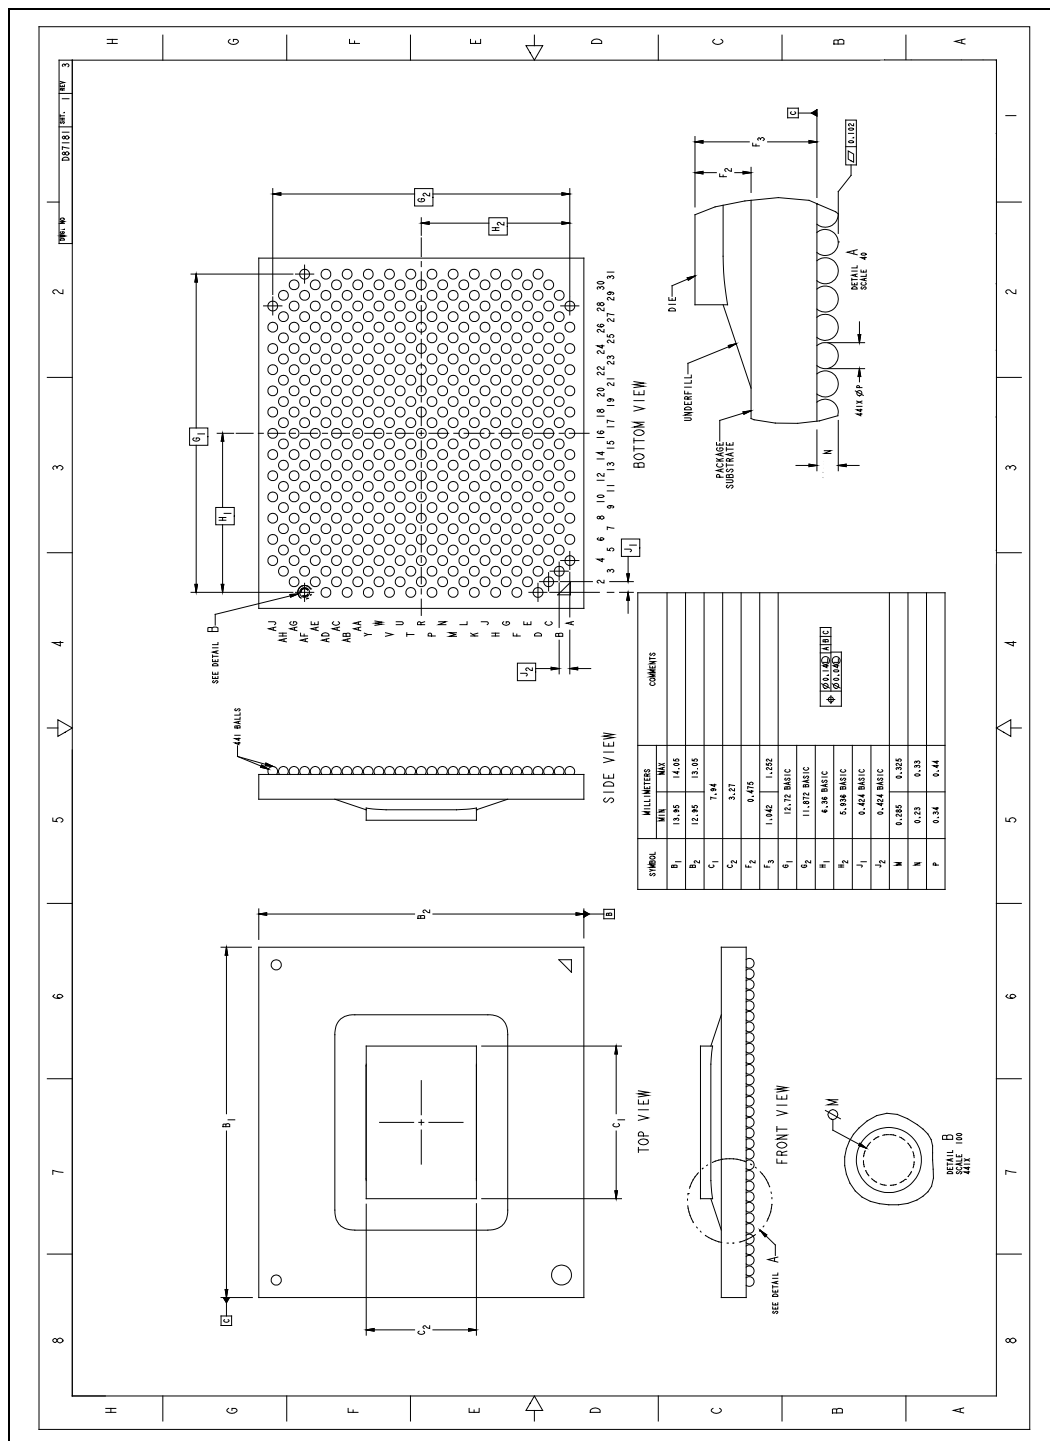 H G F E D C B A
DWG. NO D87181 SHT. 1 REV 3
1
2
3
4
5
6
7
8
G1
H1
G2
H2
J1
J2
SEE DETAIL B
AJ AH AG AF AE AD AC AB AA Y W V U T R P N M L K J H G F E D C B A
2 4 6 8 10 12 14 16 18 20 22 24 26 28 30
3 5 7 9 11 13 15 17 19 21 23 25 27 29 31
BOTTOM VIEW
C
F3
F2
0.102
DIE
UNDERFILL
PACKAGE
SUBSTRATE
N
441X ØP
DETAIL A
SCALE 40
441 BALLS
SIDE VIEW
SYMBOL MILLIMETERS COMMENTS
MIN MAX
B1 13.95 14.05
B2 12.95 13.05
C1 7.94
C2 3.27
F2 0.475
F3 1.042 1.252
G1 12.72 BASIC
G2 11.872 BASIC
H1 6.36 BASIC
H2 5.936 BASIC
J1 0.424 BASIC
J2 0.424 BASIC
M 0.285 0.325
N 0.23 0.33
P 0.34 0.44
B1
B2
B
C
C1
C2
TOP VIEW
FRONT VIEW
SEE DETAIL A
ØM
DETAIL B
SCALE 100
441X
1
2
3
4
5
6
7
8
H G F E D C B A